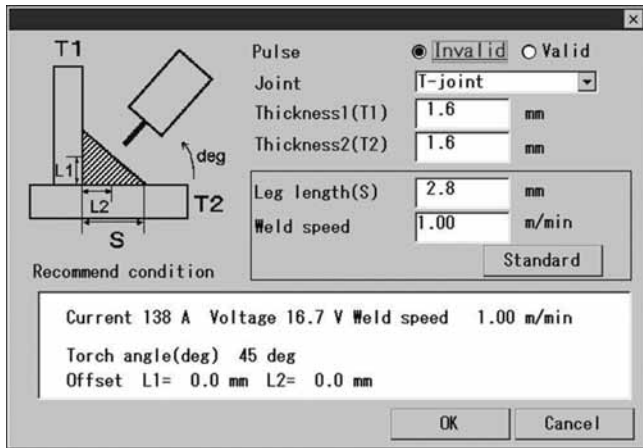 T1
deg
L1
L2
T2
S
Pulse Invalid Valid
Joint T-joint
Thickness1(T1) 1.6 mm
Thickness2(T2) 1.6 mm
Leg length(S) 2.8 mm
Weld speed 1.00 m/min
Standard
Recommend condition
Current 138 A Voltage 16.7 V Weld speed 1.00 m/min
Torch angle(deg) 45 deg
Offset L1= 0.0 mm L2= 0.0 mm
OK Cancel